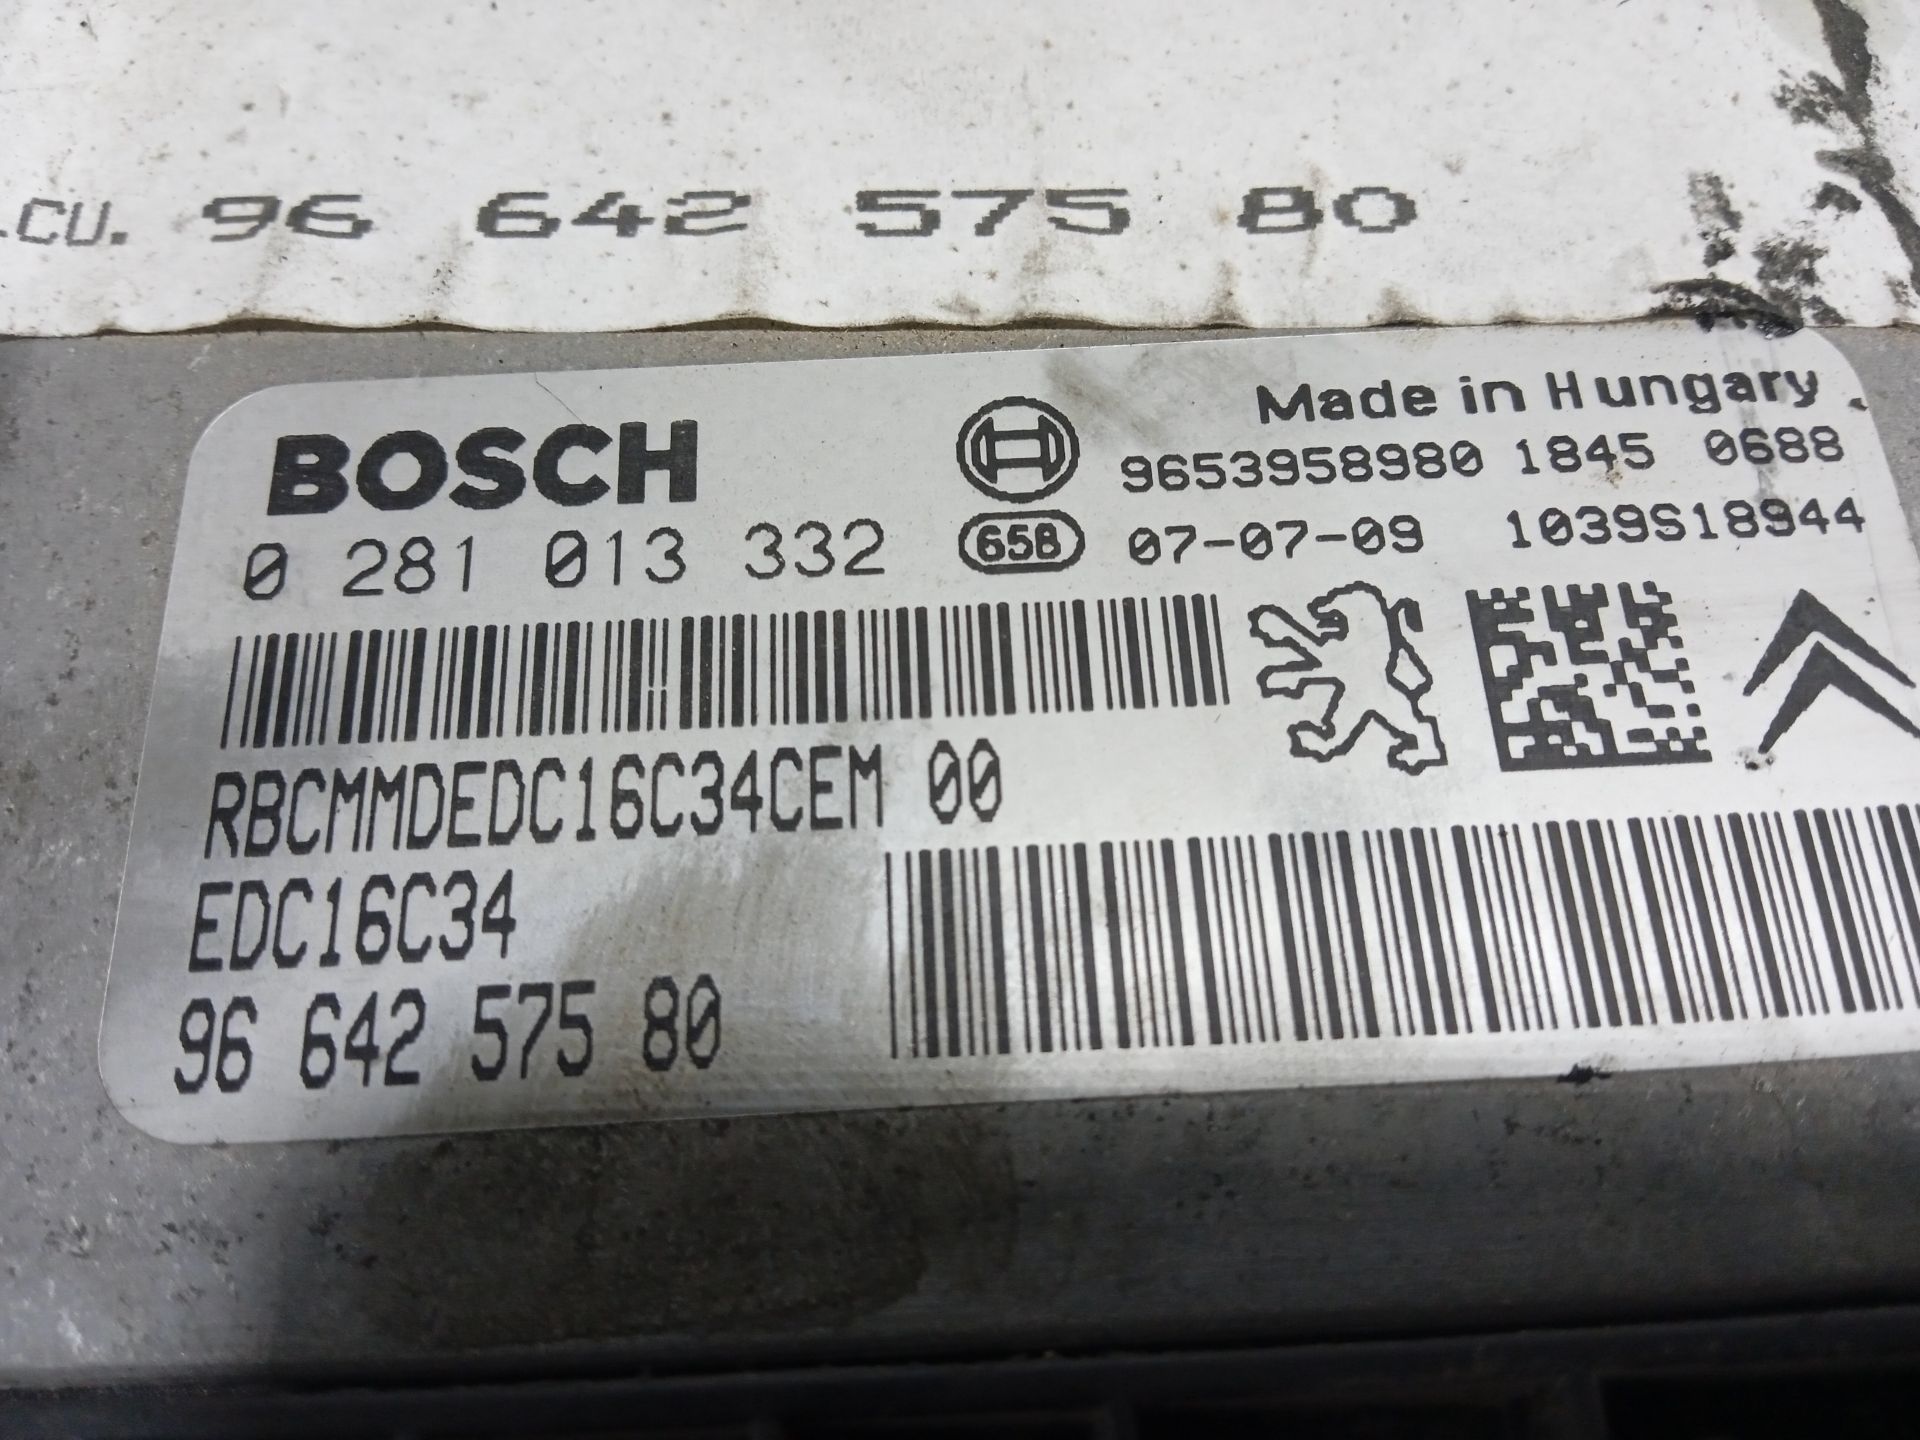 .CU. 96 642 575 80
BOSCH
Made in Hungary
9653958980 1845 0688
0 281 013 332 658 07-07-09 1039S18944
RBCMMDEDC16C34CEM 00
EDC16C34
96 642 575 80